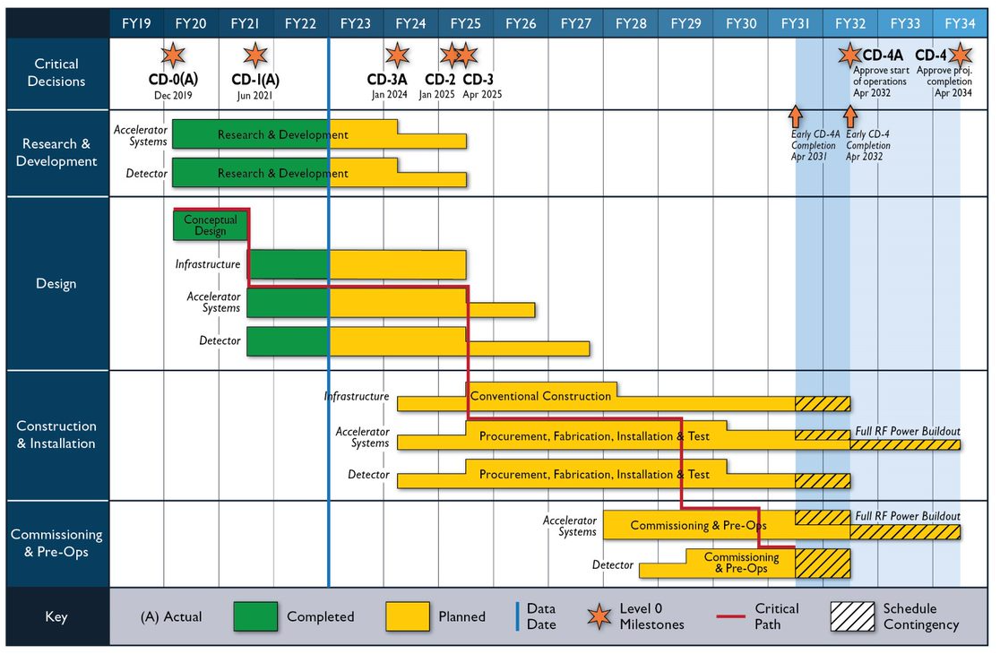 FY19 FY20 FY21 FY22 FY23 FY24 FY25 FY26 FY27 FY28 FY29 FY30 FY31 FY32 FY33 FY34
Critical
Decisions
CD-0(A)
Dec 2019
CD-1(A)
Jun 2021
CD-3A
Jan 2024
CD-2
Jan 2025
CD-3
Apr 2025
CD-4A
Approve start
of operations
Apr 2032
CD-4
Approve proj.
completion
Apr 2034
Early CD-4A
Completion
Apr 2031
Early CD-4
Completion
Apr 2032
Research &
Development
Accelerator
Systems
Research & Development
Detector
Research & Development
Design
Conceptual
Design
Infrastructure
Accelerator
Systems
Detector
Construction
& Installation
Infrastructure
Conventional Construction
Accelerator
Systems
Procurement, Fabrication, Installation & Test
Full RF Power Buildout
Detector
Procurement, Fabrication, Installation & Test
Commissioning
& Pre-Ops
Accelerator
Systems
Commissioning & Pre-Ops
Full RF Power Buildout
Detector
Commissioning
& Pre-Ops
Key
(A) Actual
Completed
Planned
Data
Date
Level 0
Milestones
Critical
Path
Schedule
Contingency